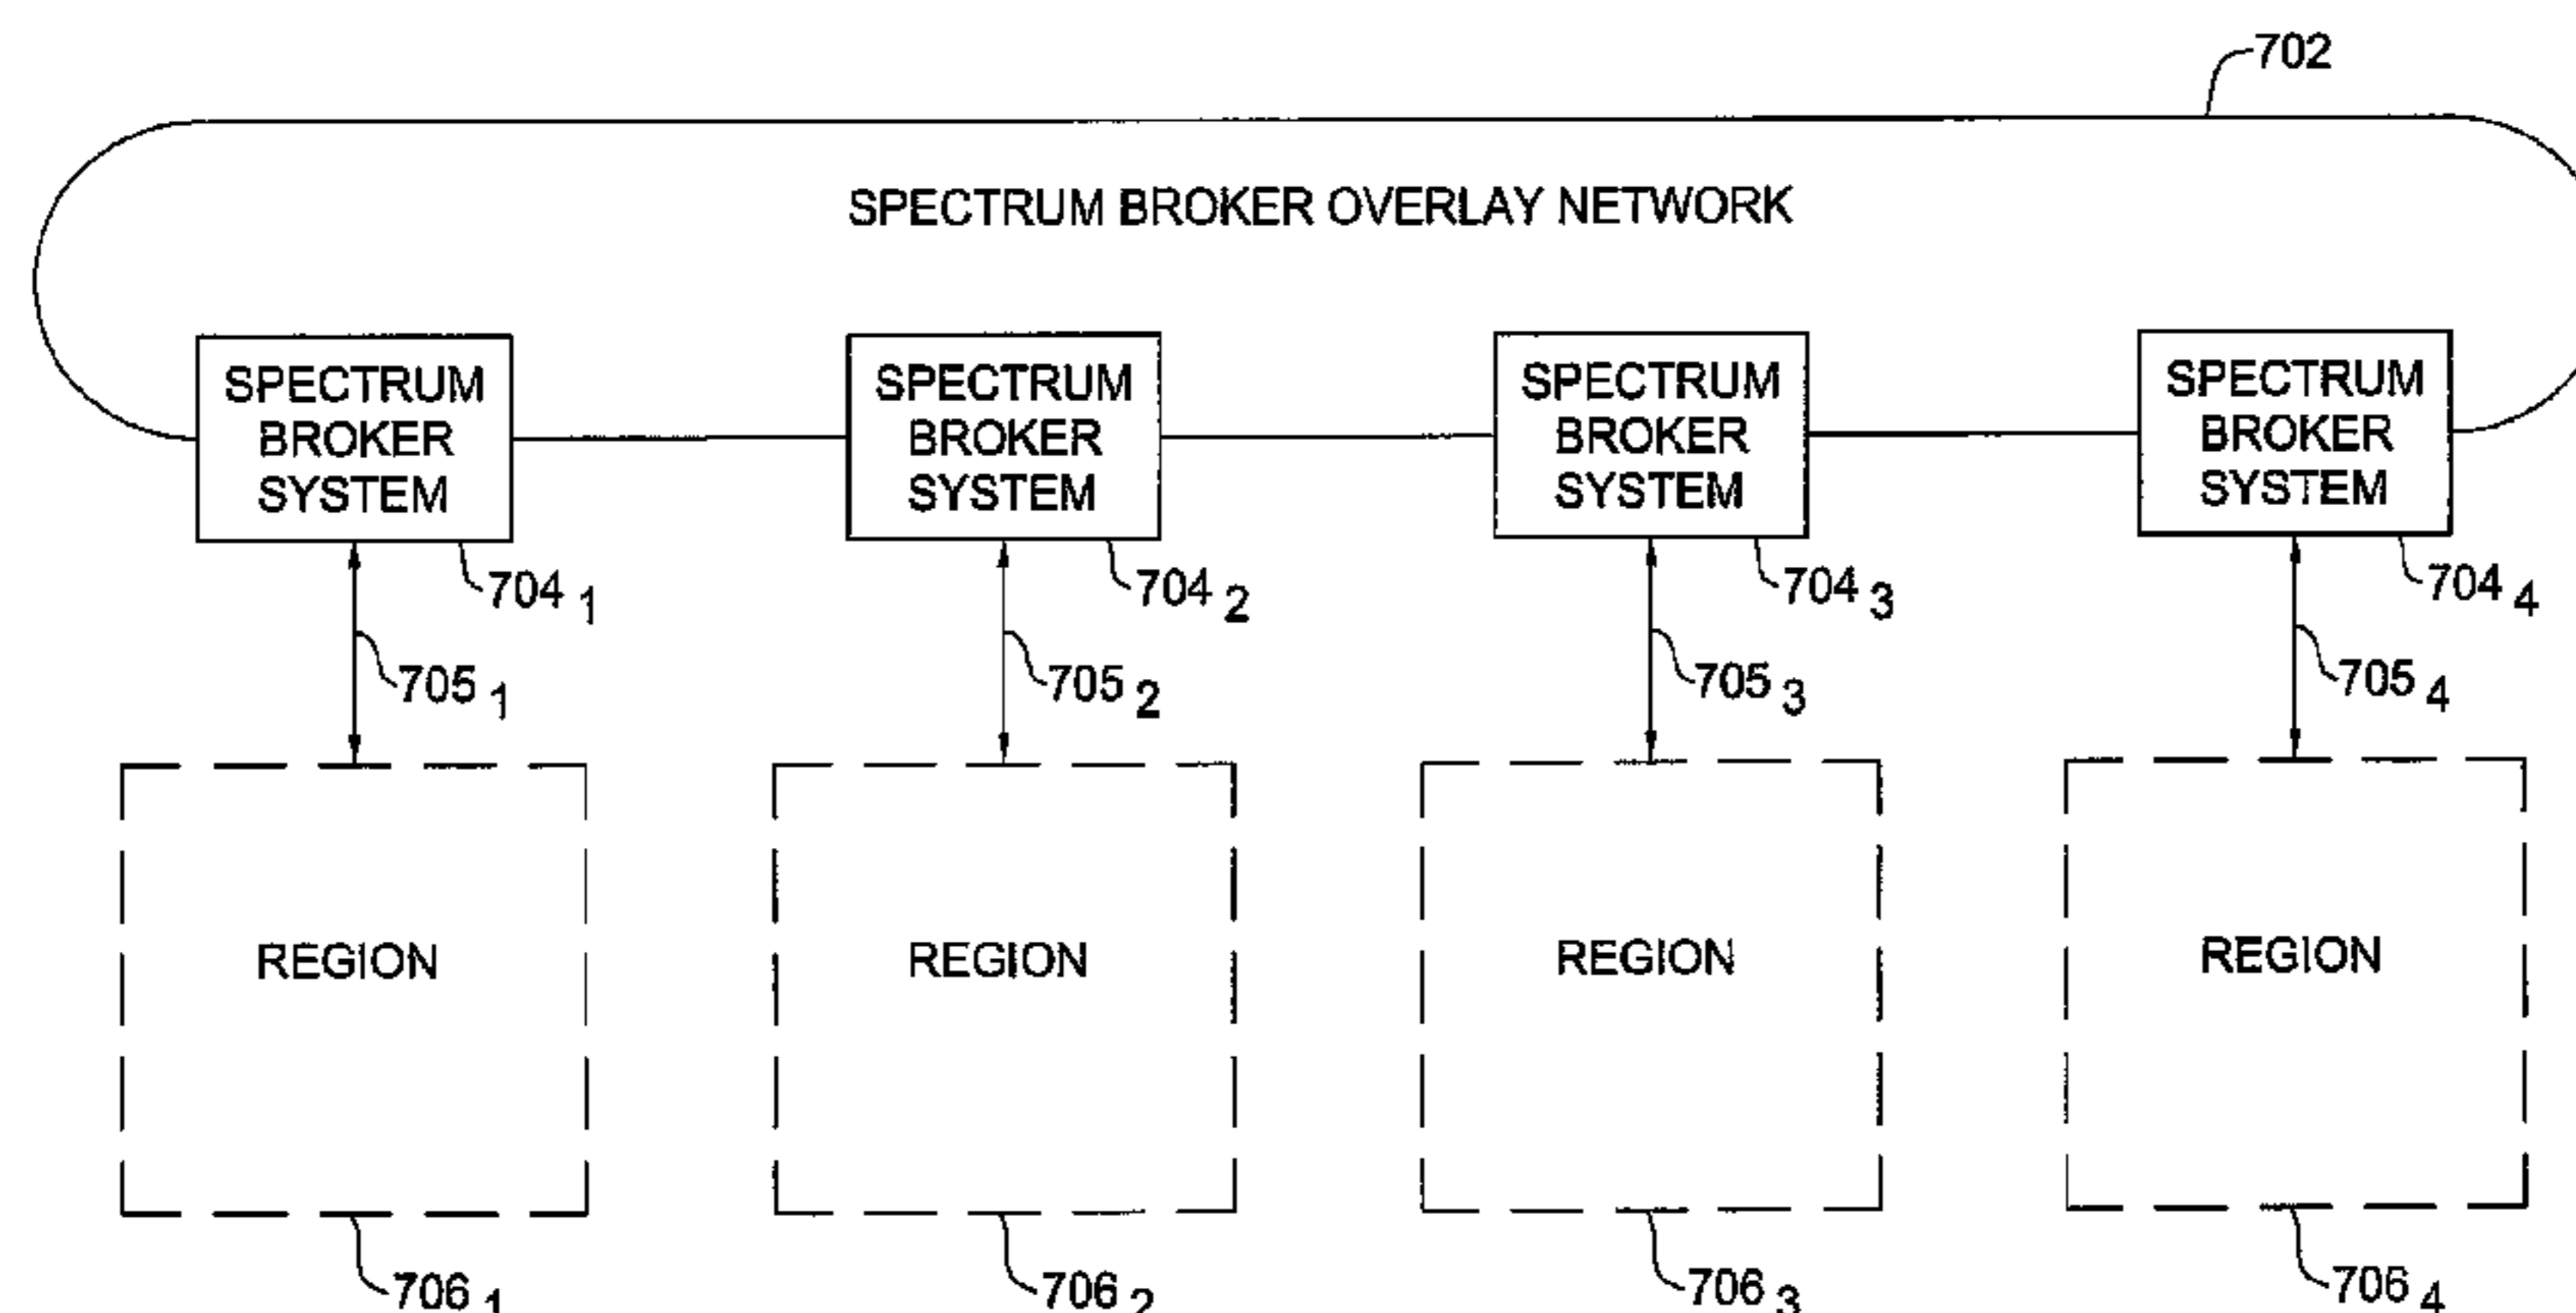 702
SPECTRUM BROKER OVERLAY NETWORK
SPECTRUM
BROKER
SYSTEM
SPECTRUM
BROKER
SYSTEM
SPECTRUM
BROKER
SYSTEM
SPECTRUM
BROKER
SYSTEM
704 1
704 2
704 3
704 4
705 1
705 2
705 3
705 4
REGION
REGION
REGION
REGION
706 1
706 2
706 3
706 4